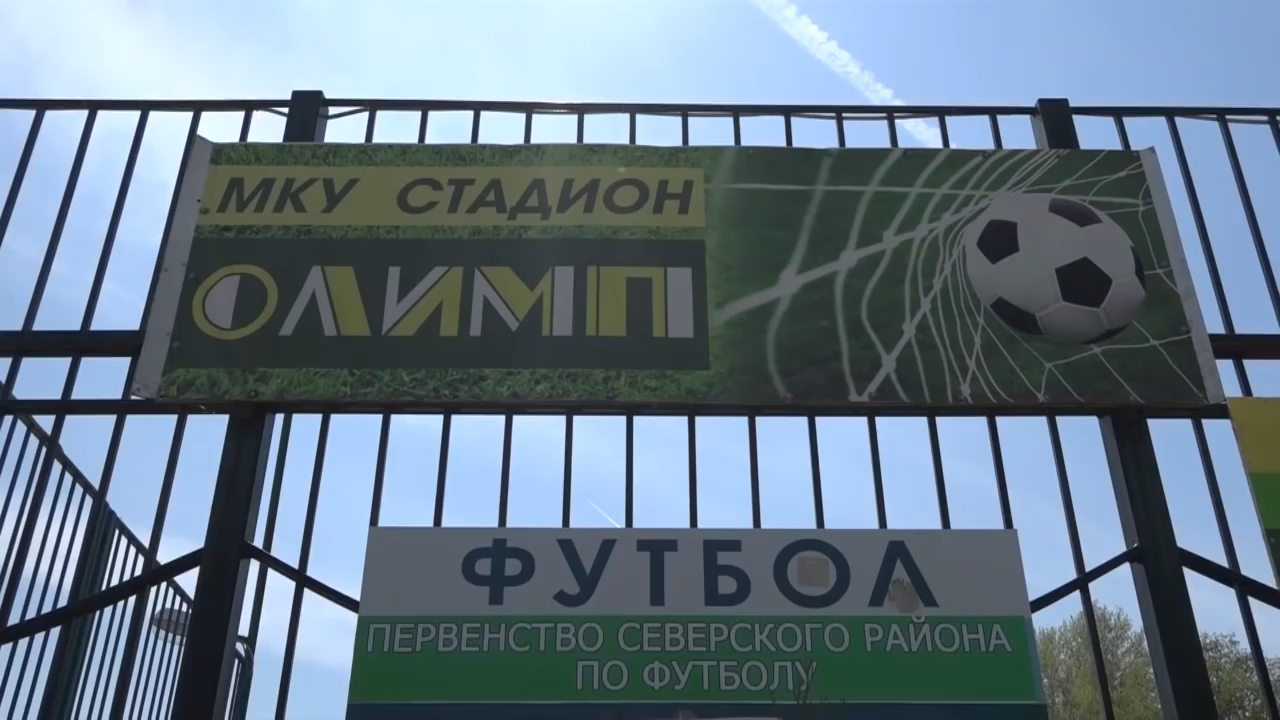 МКУ СТАДИОН
ОЛИМП
ФУТБОЛ
ПЕРВЕНСТВО СЕВЕРСКОГО РАЙОНА
ПО ФУТБОЛУ